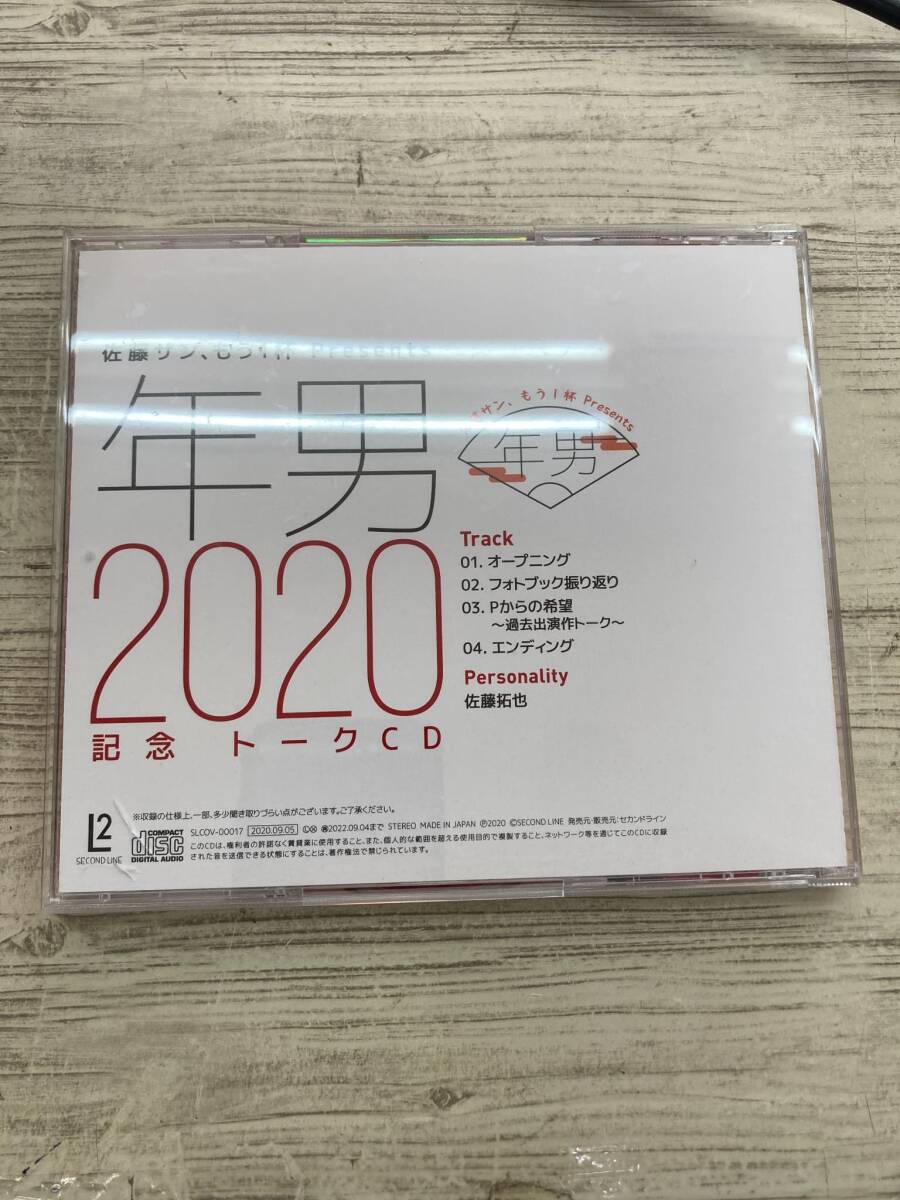 佐藤サン、もう1杯 Presents
年男
2020
記念 トークCD
サン、もう1杯 Presents
年男
Track
01. オープニング
02. フォトブック振り返り
03. Pからの希望
～過去出演作トーク～
04. エンディング
Personality
佐藤拓也
※収録の仕様上、一部、多少聞き取りづらい点がございます。ご了承ください。
L2
SECOND LINE
COMPACT
disc
DIGITAL AUDIO
SLCOV-00017 2020.09.05 2022.09.04まで STEREO MADE IN JAPAN Ⓟ2020 ©SECOND LINE 発売元・販売元：セカンドライン
このCDは、権利者の許諾なく賃貸業に使用すること、また、個人的な範囲を超える使用目的で複製すること、ネットワーク等を通じてこのCDに収録
された音を送信できる状態にすることは、著作権法で禁じられています。